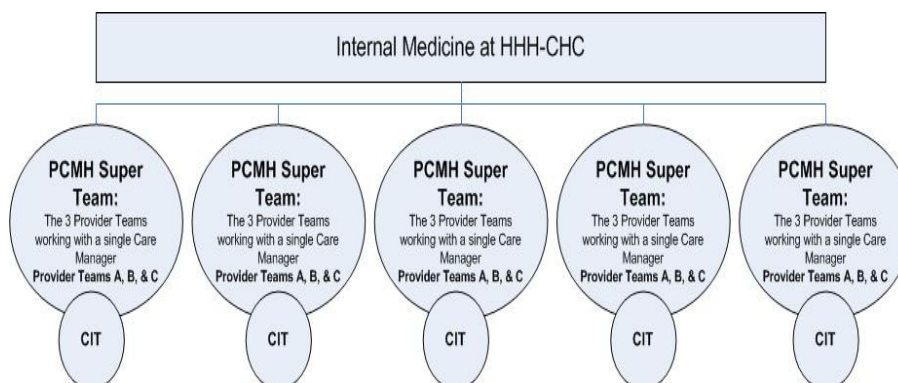 Internal Medicine at HHH-CHC
PCMH Super
Team:
The 3 Provider Teams
working with a single Care
Manager
Provider Teams A, B, & C
CIT
PCMH Super
Team:
The 3 Provider Teams
working with a single Care
Manager
Provider Teams A, B, & C
CIT
PCMH Super
Team:
The 3 Provider Teams
working with a single Care
Manager
Provider Teams A, B, & C
CIT
PCMH Super
Team:
The 3 Provider Teams
working with a single Care
Manager
Provider Teams A, B, & C
CIT
PCMH Super
Team:
The 3 Provider Teams
working with a single Care
Manager
Provider Teams A, B, & C
CIT